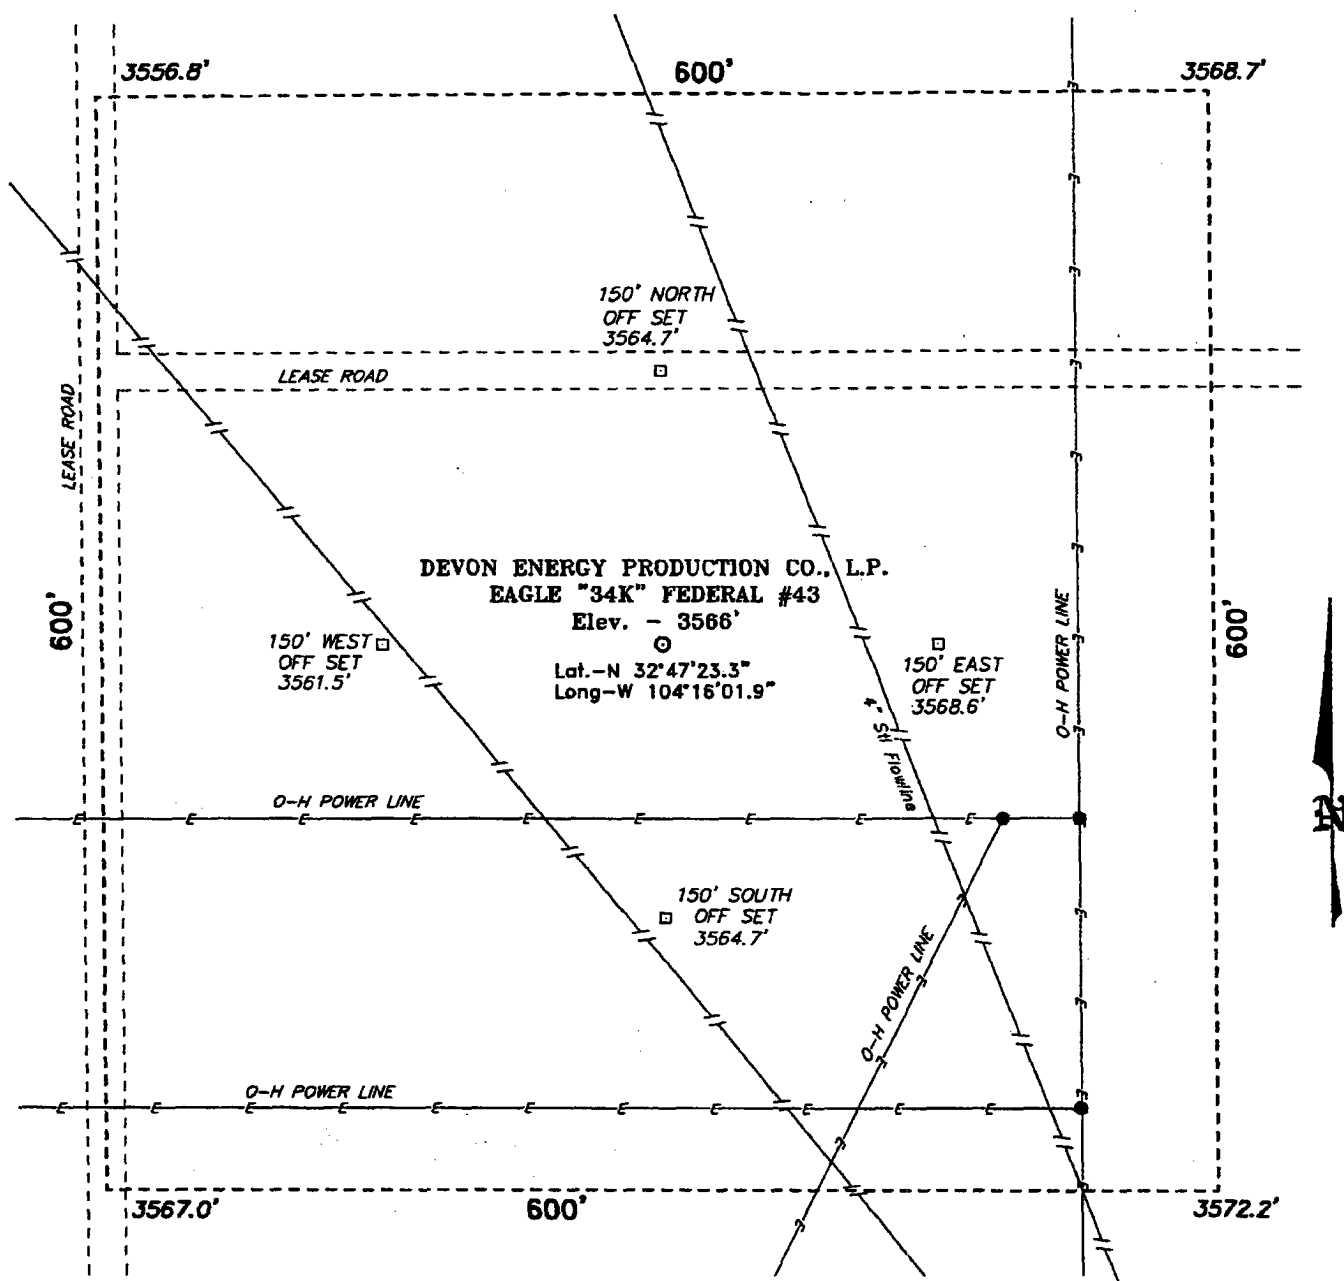 3556.8'
600'
3568.7'
150' NORTH
OFF SET
3564.7'
LEASE ROAD
LEASE ROAD
DEVON ENERGY PRODUCTION CO., L.P.
EAGLE "34K" FEDERAL #43
Elev. - 3566'
Lat.-N 32°47'23.3"
Long-W 104°16'01.9"
600'
150' WEST
OFF SET
3561.5'
150' EAST
OFF SET
3568.6'
O-H POWER LINE
600'
4" Stl Flowline
O-H POWER LINE
150' SOUTH
OFF SET
3564.7'
O-H POWER LINE
O-H POWER LINE
3567.0'
600'
3572.2'
N